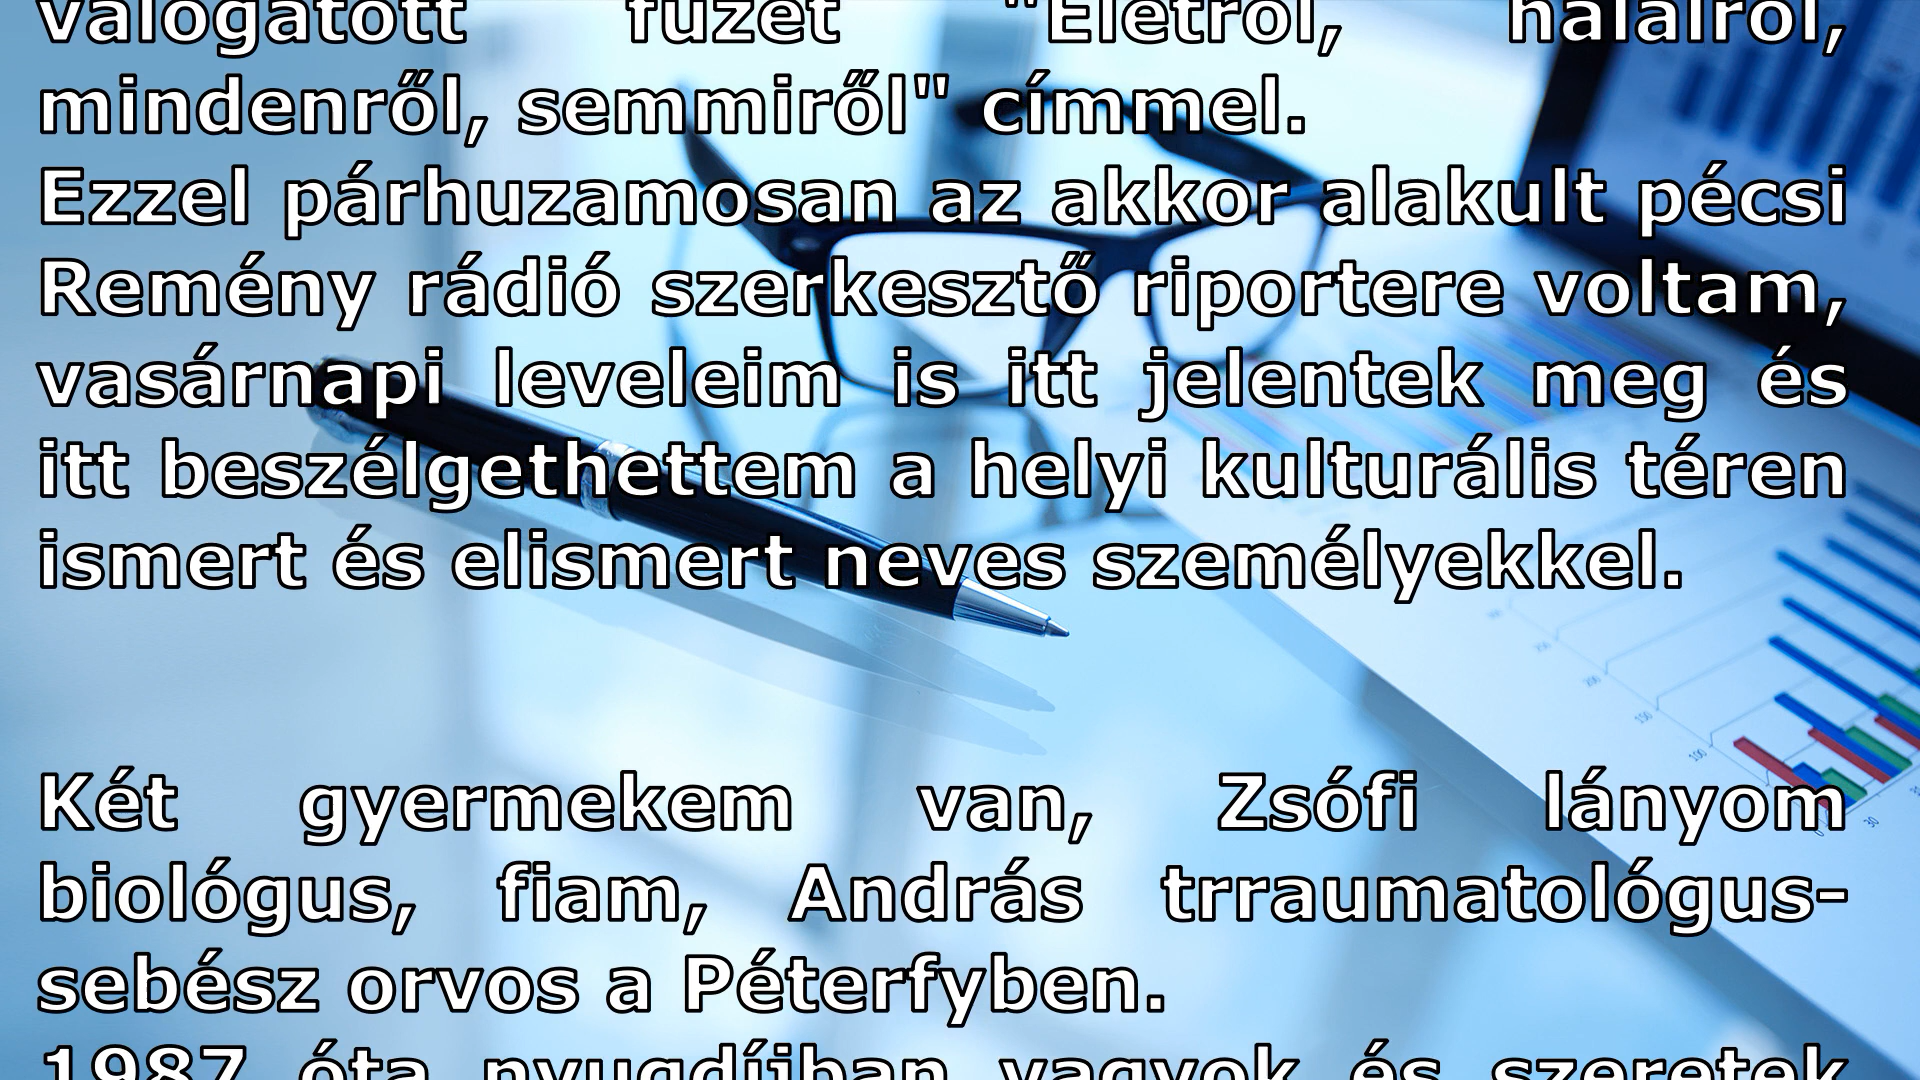 válogatott füzet "Életről, halálról,
mindenről, semmiről" címmel.
Ezzel párhuzamosan az akkor alakult pécsi
Remény rádió szerkesztő riportere voltam,
vasárnapi leveleim is itt jelentek meg és
itt beszélgethettem a helyi kulturális téren
ismert és elismert neves személyekkel.
Két gyermekem van, Zsófi lányom
biológus, fiam, András trraumatológus-
sebész orvos a Péterfyben.
1987 óta nyugdíjban vagyok és szeretek